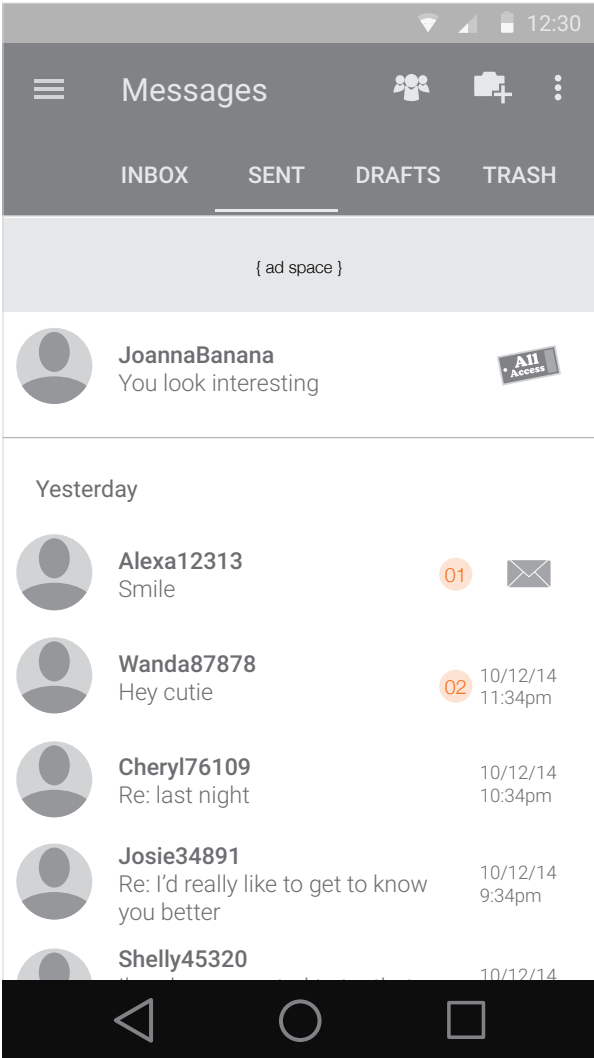 12:30
Messages
INBOX SENT DRAFTS TRASH
{ ad space }
JoannaBanana
You look interesting
All
Access
Yesterday
Alexa12313
Smile
01
Wanda87878
Hey cutie
02
10/12/14
11:34pm
Cheryl76109
Re: last night
10/12/14
10:34pm
Josie34891
Re: I’d really like to get to know
you better
10/12/14
9:34pm
Shelly45320
10/12/14